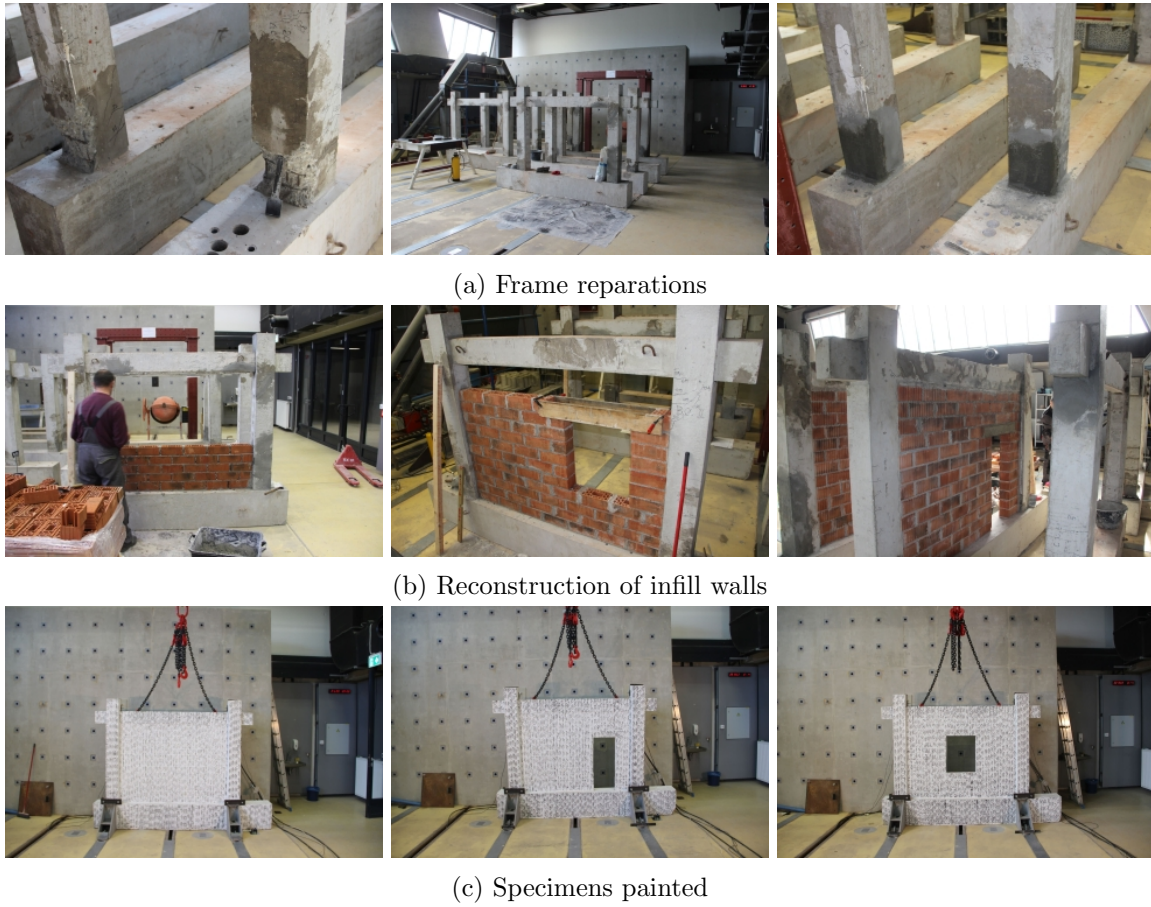 (a) Frame reparations
(b) Reconstruction of infill walls
(c) Specimens painted